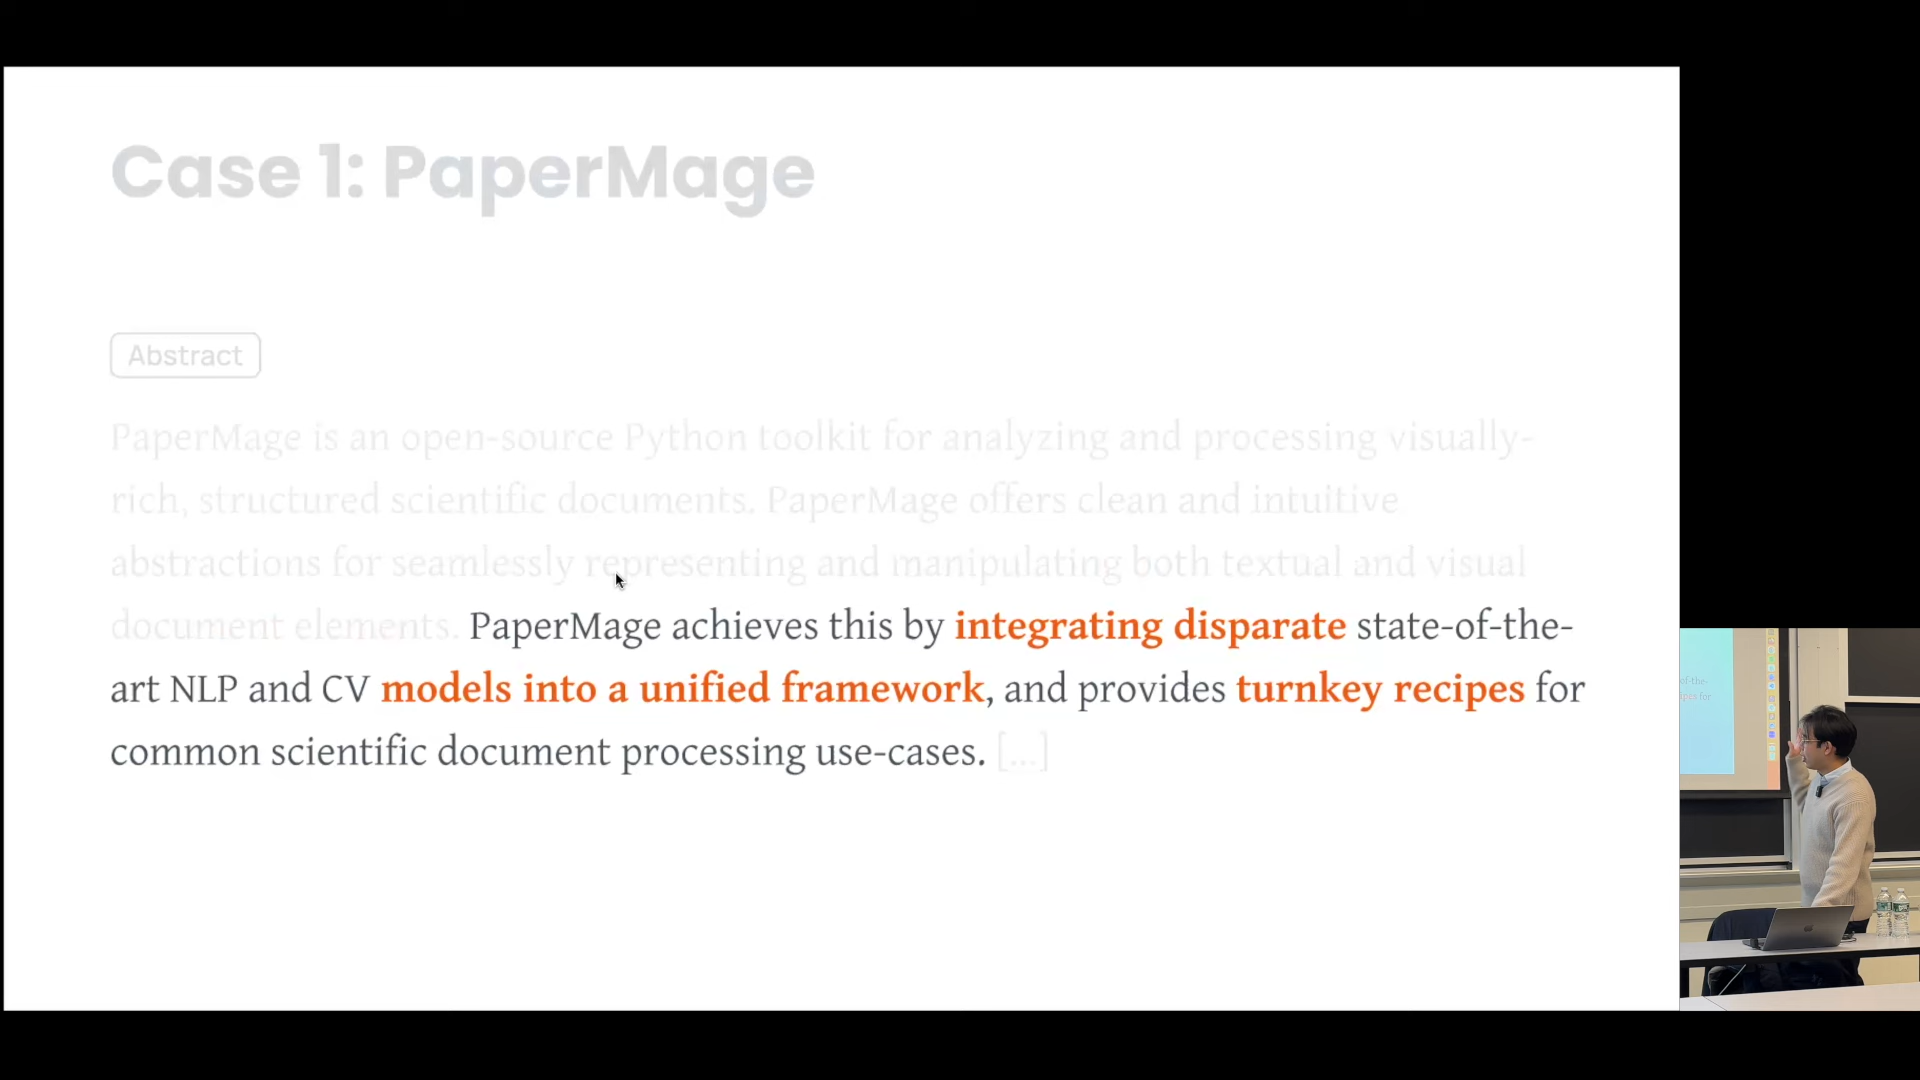 Case 1: PaperMage
Abstract
PaperMage is an open-source Python toolkit for analyzing and processing visually-
rich, structured scientific documents. PaperMage offers clean and intuitive
abstractions for seamlessly representing and manipulating both textual and visual
document elements. PaperMage achieves this by integrating disparate state-of-the-
art NLP and CV models into a unified framework, and provides turnkey recipes for
common scientific document processing use-cases. [...]